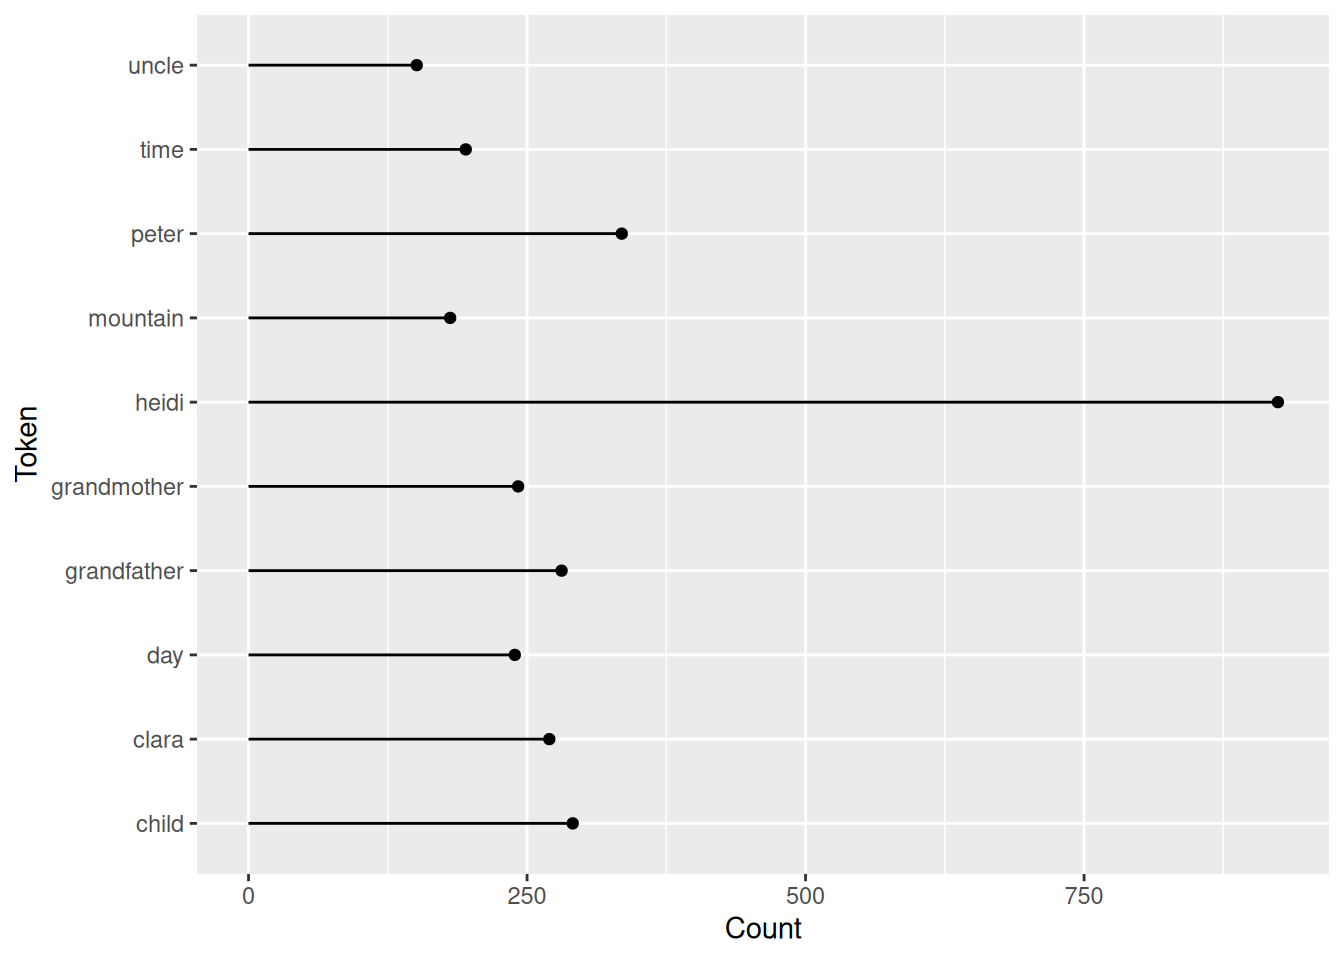 uncle
time
peter
mountain
heidi
grandmother
grandfather
day
clara
child
Token
0 250 500 750
Count